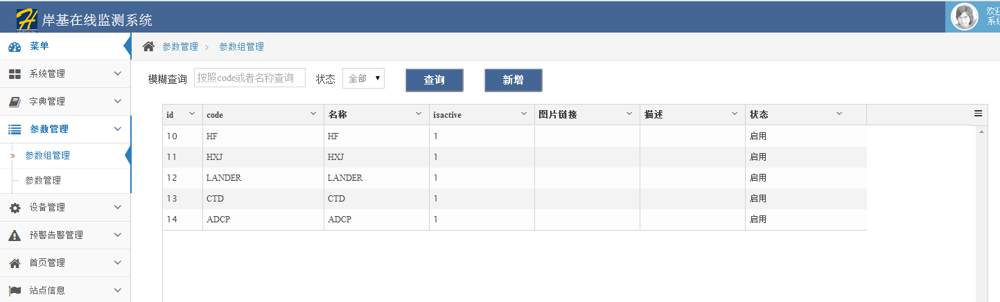 岸基在线监测系统
欢迎
系统
菜单
系统管理
字典管理
参数管理
参数组管理
参数管理
设备管理
预警告警管理
首页管理
站点信息
参数管理 > 参数组管理
模糊查询 按照code或者名称查询 状态 全部 查询 新增
id code 名称 isactive 图片链接 描述 状态
10 HF HF 1 启用
11 HXJ HXJ 1 启用
12 LANDER LANDER 1 启用
13 CTD CTD 1 启用
14 ADCP ADCP 1 启用